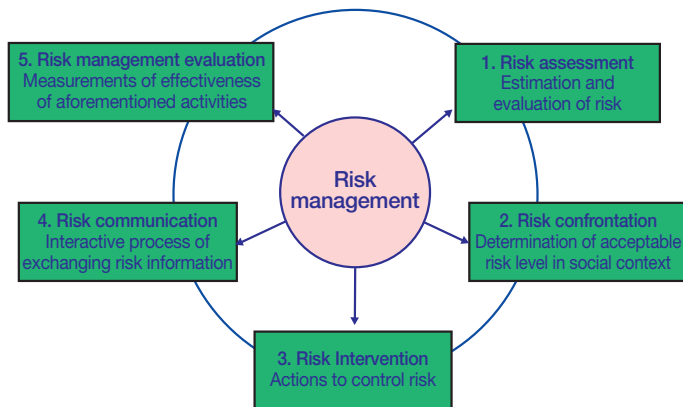 Risk
management
1. Risk assessment
Estimation and
evaluation of risk
2. Risk confrontation
Determination of acceptable
risk level in social context
3. Risk Intervention
Actions to control risk
4. Risk communication
Interactive process of
exchanging risk information
5. Risk management evaluation
Measurements of effectiveness
of aforementioned activities